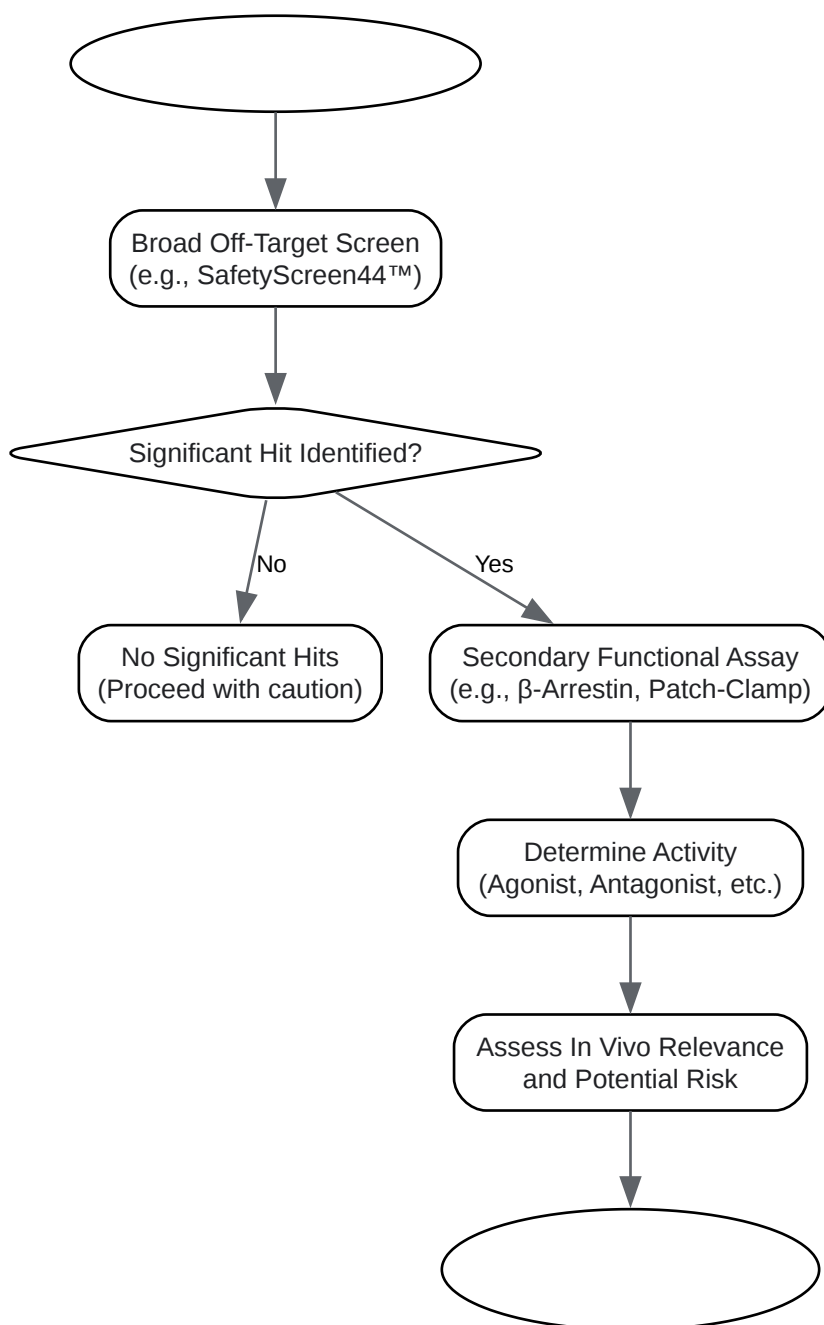 Broad Off-Target Screen
(e.g., SafetyScreen44™)
Significant Hit Identified?
No
Yes
No Significant Hits
(Proceed with caution)
Secondary Functional Assay
(e.g., β-Arrestin, Patch-Clamp)
Determine Activity
(Agonist, Antagonist, etc.)
Assess In Vivo Relevance
and Potential Risk